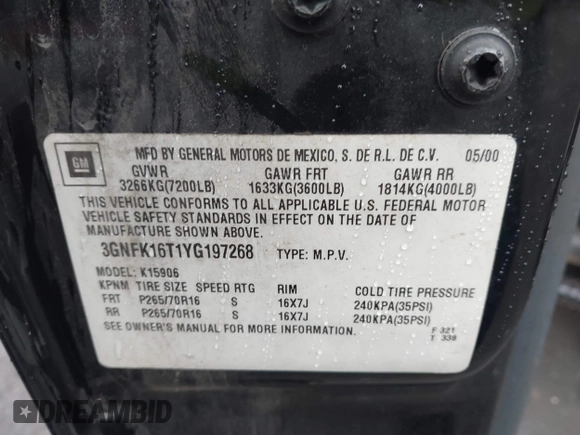 GM
MFD BY GENERAL MOTORS DE MEXICO, S. DE R.L. DE C.V. 05/00
GVWR GAWR FRT GAWR RR
3266KG(7200LB) 1633KG(3600LB) 1814KG(4000LB)
THIS VEHICLE CONFORMS TO ALL APPLICABLE U.S. FEDERAL MOTOR
VEHICLE SAFETY STANDARDS IN EFFECT ON THE DATE OF
MANUFACTURE SHOWN ABOVE.
3GNFK16T1YG197268 TYPE: M.P.V.
MODEL: K15906
KPNM TIRE SIZE SPEED RTG RIM COLD TIRE PRESSURE
FRT P265/70R16 S 16X7J 240KPA(35PSI)
RR P265/70R16 S 16X7J 240KPA(35PSI)
SEE OWNER'S MANUAL FOR MORE INFORMATION.
F 321
T 338
DREAMBID